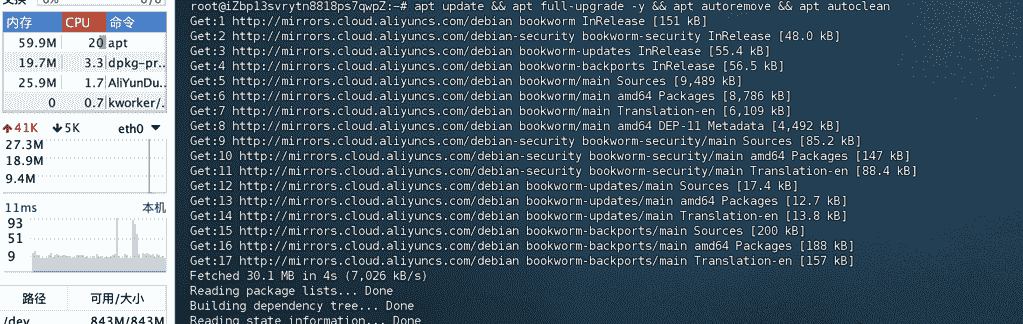 交换 0% 0/0
内存 CPU 命令
59.9M 20 apt
19.7M 3.3 dpkg-pr..
25.9M 1.7 AliYunDu..
0 0.7 kworker/.
41K 5K eth0
27.3M
18.9M
9.4M
11ms 本机
93
51
9
路径 可用/大小
/dev 843M/843M
root@iZbp13svrytn8818ps7qwpZ:~# apt update && apt full-upgrade -y && apt autoremove && apt autoclean
Get:1 http://mirrors.cloud.aliyuncs.com/debian bookworm InRelease [151 kB]
Get:2 http://mirrors.cloud.aliyuncs.com/debian-security bookworm-security InRelease [48.0 kB]
Get:3 http://mirrors.cloud.aliyuncs.com/debian bookworm-updates InRelease [55.4 kB]
Get:4 http://mirrors.cloud.aliyuncs.com/debian bookworm-backports InRelease [56.5 kB]
Get:5 http://mirrors.cloud.aliyuncs.com/debian bookworm/main Sources [9,489 kB]
Get:6 http://mirrors.cloud.aliyuncs.com/debian bookworm/main amd64 Packages [8,786 kB]
Get:7 http://mirrors.cloud.aliyuncs.com/debian bookworm/main Translation-en [6,109 kB]
Get:8 http://mirrors.cloud.aliyuncs.com/debian bookworm/main amd64 DEP-11 Metadata [4,492 kB]
Get:9 http://mirrors.cloud.aliyuncs.com/debian-security bookworm-security/main Sources [85.2 kB]
Get:10 http://mirrors.cloud.aliyuncs.com/debian-security bookworm-security/main amd64 Packages [147 kB]
Get:11 http://mirrors.cloud.aliyuncs.com/debian-security bookworm-security/main Translation-en [88.4 kB]
Get:12 http://mirrors.cloud.aliyuncs.com/debian bookworm-updates/main Sources [17.4 kB]
Get:13 http://mirrors.cloud.aliyuncs.com/debian bookworm-updates/main amd64 Packages [12.7 kB]
Get:14 http://mirrors.cloud.aliyuncs.com/debian bookworm-updates/main Translation-en [13.8 kB]
Get:15 http://mirrors.cloud.aliyuncs.com/debian bookworm-backports/main Sources [200 kB]
Get:16 http://mirrors.cloud.aliyuncs.com/debian bookworm-backports/main amd64 Packages [188 kB]
Get:17 http://mirrors.cloud.aliyuncs.com/debian bookworm-backports/main Translation-en [157 kB]
Fetched 30.1 MB in 4s (7,026 kB/s)
Reading package lists... Done
Building dependency tree... Done
Reading state information... Done